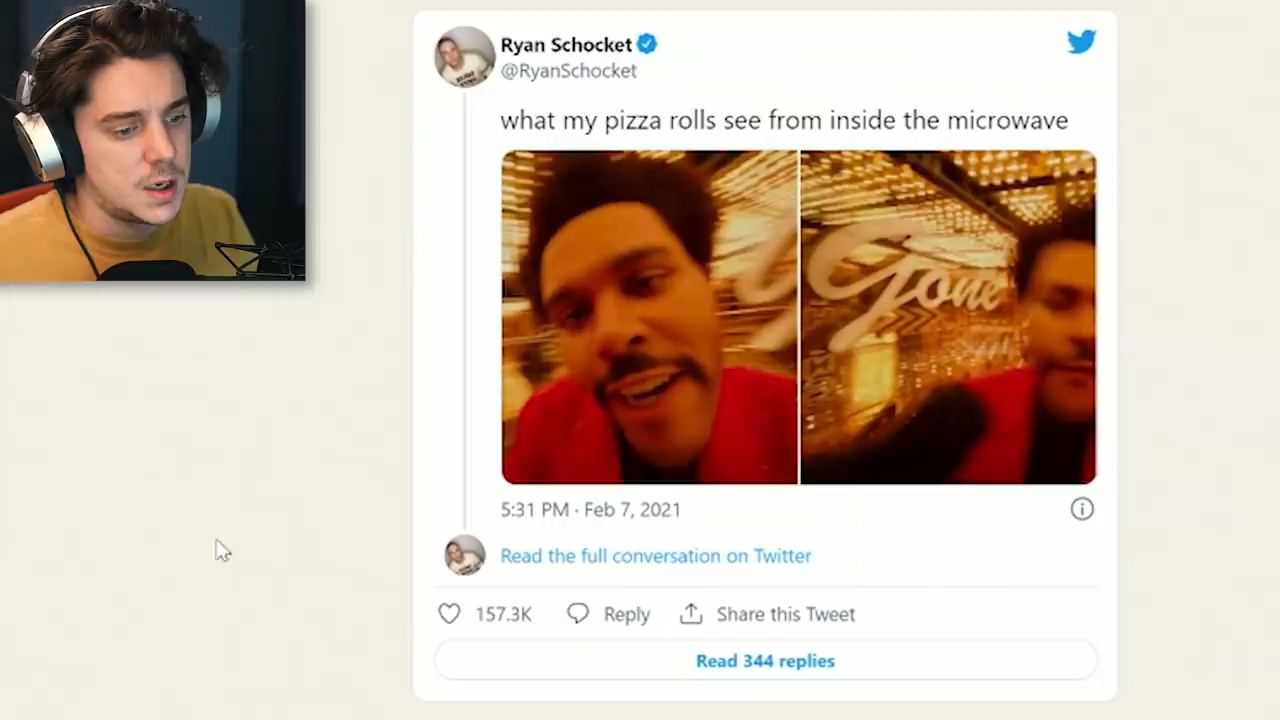 Ryan Schocket
@RyanSchocket
what my pizza rolls see from inside the microwave
Gone
5:31 PM · Feb 7, 2021
Read the full conversation on Twitter
157.3K Reply Share this Tweet
Read 344 replies